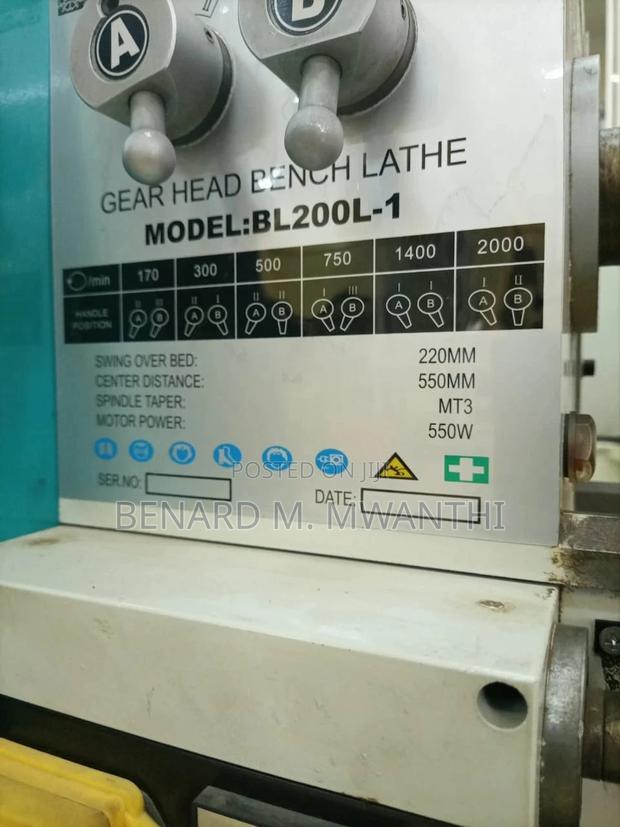 A B
GEAR HEAD BENCH LATHE
MODEL:BL200L-1
/min 170 300 500 750 1400 2000
HANDLE POSITION II A III B II A I B II A II B I A III B I A I B I A II B
SWING OVER BED: 220MM
CENTER DISTANCE: 550MM
SPINDLE TAPER: MT3
MOTOR POWER: 550W
POSTED ON JIJI
SER.NO:
DATE:
BENARD M. MWANTHI